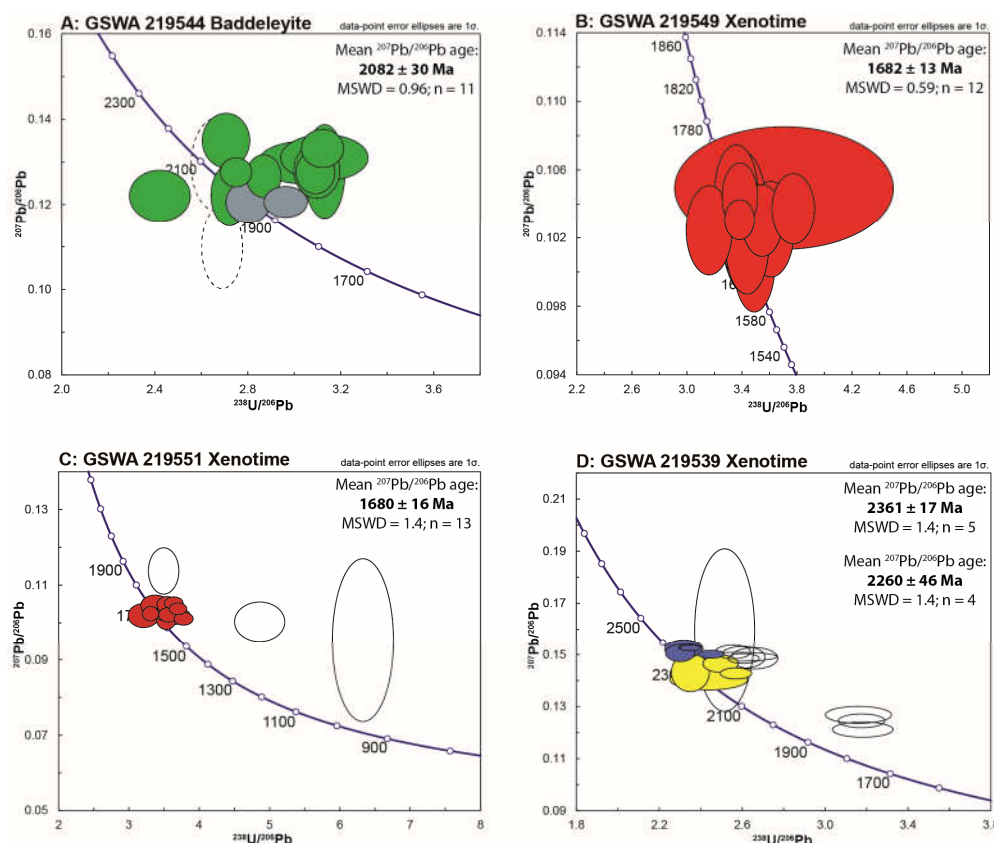 A: GSWA 219544 Baddeleyite
data-point error ellipses are 1σ.
Mean ²⁰⁷Pb/²⁰⁶Pb age:
2082 ± 30 Ma
MSWD = 0.96; n = 11
0.16
0.14
0.12
0.10
0.08
2300
2100
1900
1700
²⁰⁷Pb/²⁰⁶Pb
2.0
2.4
2.8
3.2
3.6
²³⁸U/²⁰⁶Pb
B: GSWA 219549 Xenotime
data-point error ellipses are 1σ.
Mean ²⁰⁷Pb/²⁰⁶Pb age:
1682 ± 13 Ma
MSWD = 0.59; n = 12
0.114
0.110
0.106
0.102
0.098
0.094
1860
1820
1780
1580
1540
²⁰⁷Pb/²⁰⁶Pb
2.2
2.6
3.0
3.4
3.8
4.2
4.6
5.0
²³⁸U/²⁰⁶Pb
C: GSWA 219551 Xenotime
data-point error ellipses are 1σ.
Mean ²⁰⁷Pb/²⁰⁶Pb age:
1680 ± 16 Ma
MSWD = 1.4; n = 13
0.13
0.11
0.09
0.07
0.05
1900
1500
1300
1100
900
²⁰⁷Pb/²⁰⁶Pb
2
3
4
5
6
7
8
²³⁸U/²⁰⁶Pb
D: GSWA 219539 Xenotime
data-point error ellipses are 1σ.
Mean ²⁰⁷Pb/²⁰⁶Pb age:
2361 ± 17 Ma
MSWD = 1.4; n = 5
Mean ²⁰⁷Pb/²⁰⁶Pb age:
2260 ± 46 Ma
MSWD = 1.4; n = 4
0.21
0.19
0.17
0.15
0.13
0.11
0.09
2500
2100
1900
1700
²⁰⁷Pb/²⁰⁶Pb
1.8
2.2
2.6
3.0
3.4
3.8
²³⁸U/²⁰⁶Pb